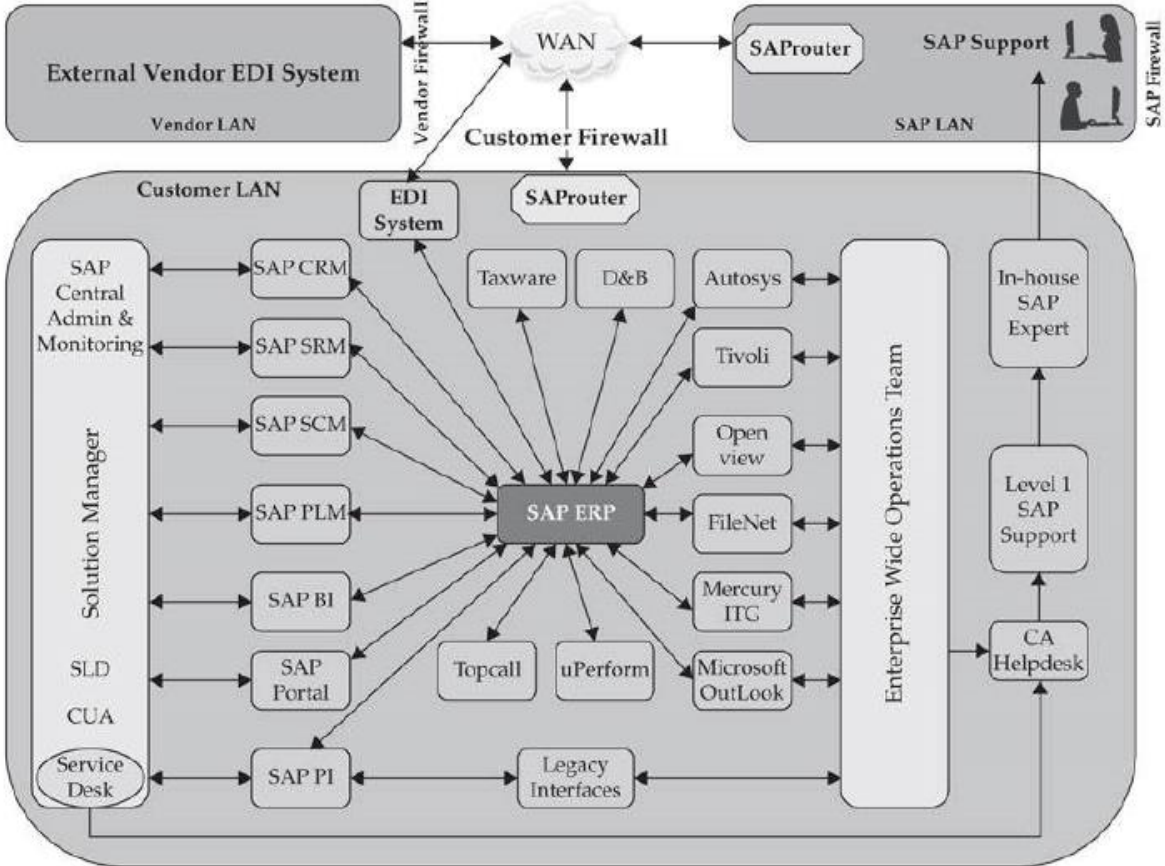 External Vendor EDI System
Vendor LAN
Vendor Firewall
WAN
SAProuter
SAP Support
SAP LAN
SAP Firewall
Customer Firewall
Customer LAN
EDI
System
SAProuter
SAP
Central
Admin &
Monitoring
Solution Manager
SLD
CUA
Service
Desk
SAP CRM
SAP SRM
SAP SCM
SAP PLM
SAP BI
SAP
Portal
SAP PI
Taxware
D&B
SAP ERP
Topcall
uPerform
Legacy
Interfaces
Autosys
Tivoli
Open
view
FileNet
Mercury
ITG
Microsoft
OutLook
Enterprise Wide Operations Team
In-house
SAP
Expert
Level 1
SAP
Support
CA
Helpdesk